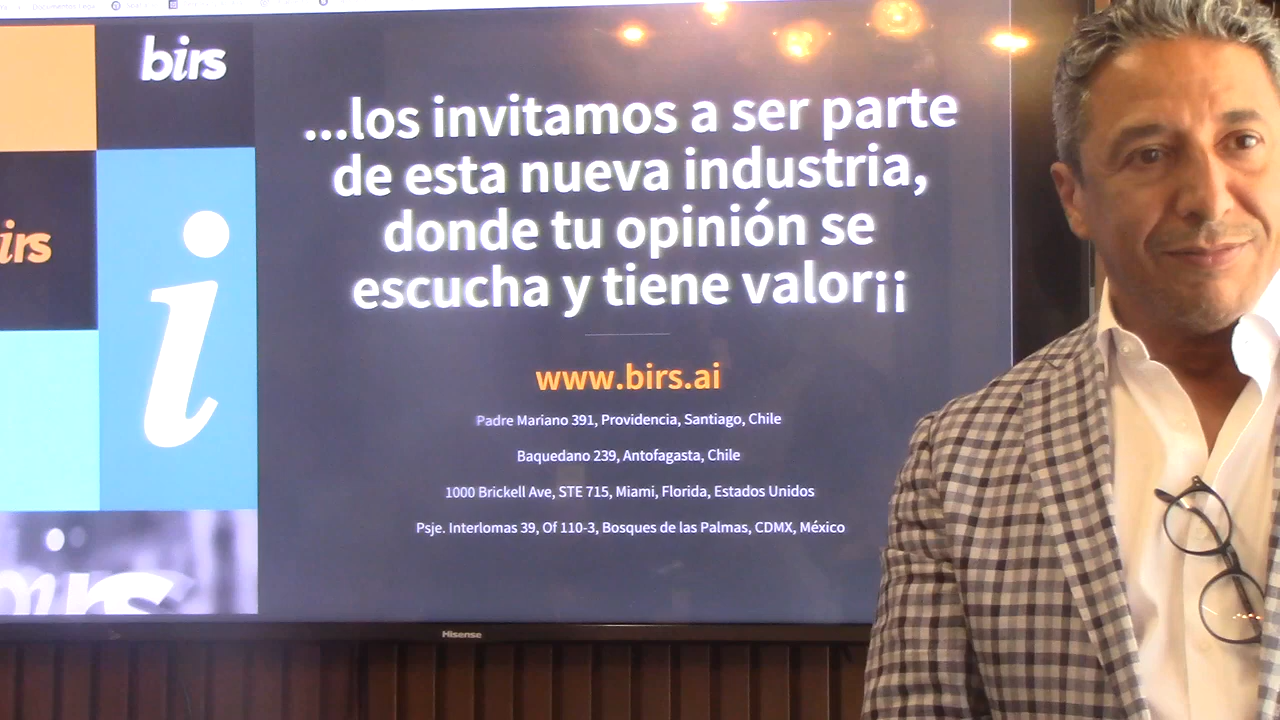 birs
...los invitamos a ser parte
de esta nueva industria,
donde tu opinión se
escucha y tiene valor¡¡
irs
i
www.birs.ai
Padre Mariano 391, Providencia, Santiago, Chile
Baquedano 239, Antofagasta, Chile
1000 Brickell Ave, STE 715, Miami, Florida, Estados Unidos
Psje. Interlomas 39, Of 110-3, Bosques de las Palmas, CDMX, México
Hisense